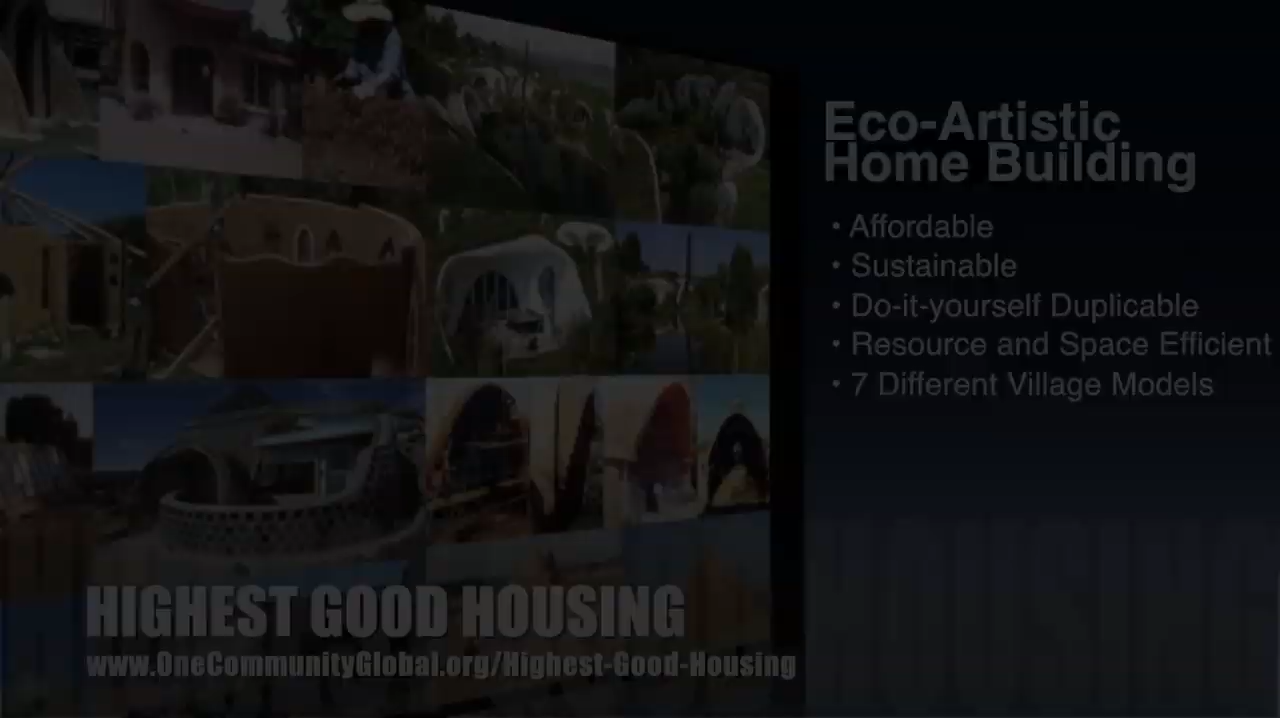 Eco-Artistic
Home Building
• Affordable
• Sustainable
• Do-it-yourself Duplicable
• Resource and Space Efficient
• 7 Different Village Models
HIGHEST GOOD HOUSING
www.OneCommunityGlobal.org/Highest-Good-Housing
HOUSING